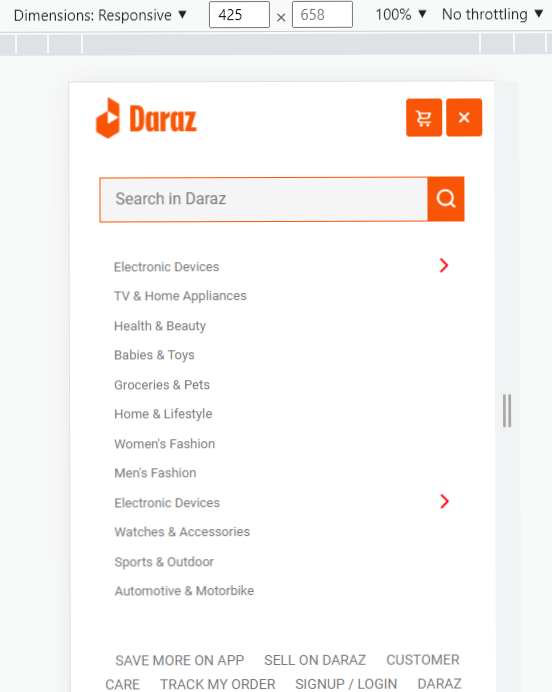 Dimensions: Responsive ▼ 425 × 658 100% ▼ No throttling ▼
Daraz
Search in Daraz
Electronic Devices
TV & Home Appliances
Health & Beauty
Babies & Toys
Groceries & Pets
Home & Lifestyle
Women's Fashion
Men's Fashion
Electronic Devices
Watches & Accessories
Sports & Outdoor
Automotive & Motorbike
SAVE MORE ON APP SELL ON DARAZ CUSTOMER
CARE TRACK MY ORDER SIGNUP / LOGIN DARAZ